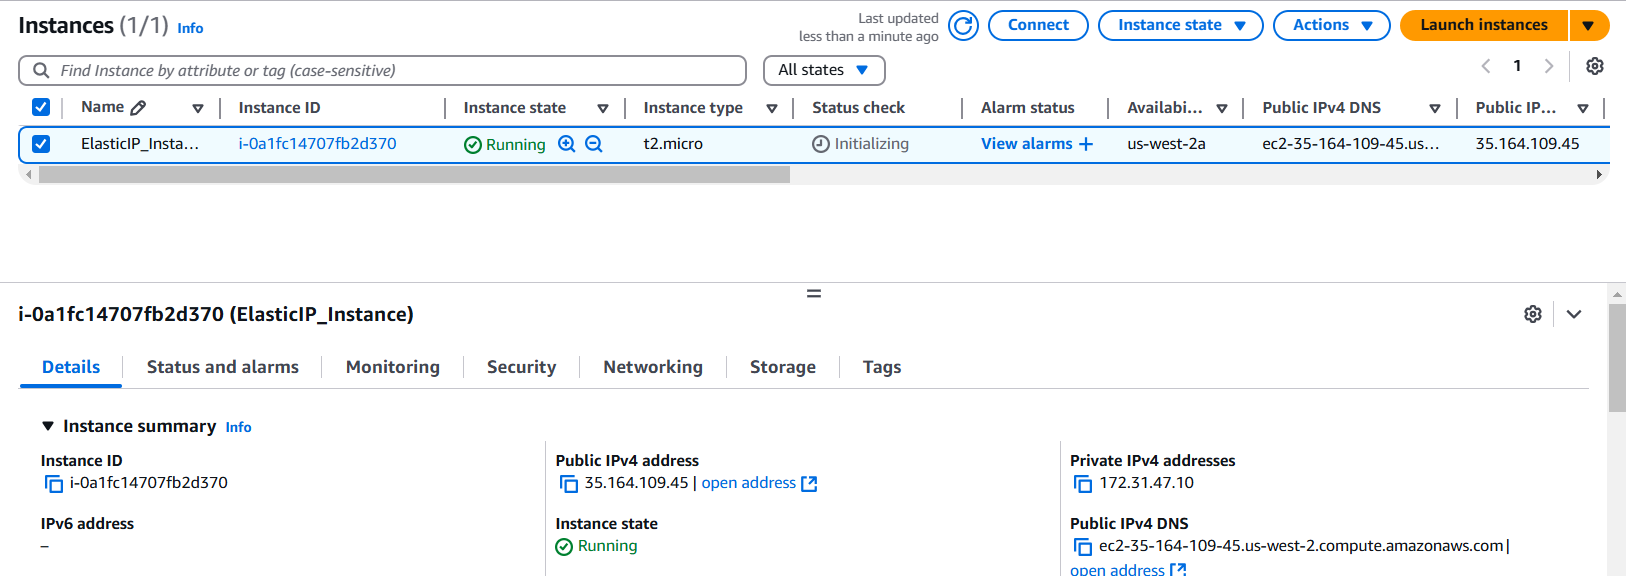 Instances (1/1) Info
Last updated
less than a minute ago
Connect
Instance state
Actions
Launch instances
Find Instance by attribute or tag (case-sensitive)
All states
1
Name Instance ID Instance state Instance type Status check Alarm status Availabi... Public IPv4 DNS Public IP...
ElasticIP_Insta... i-0a1fc14707fb2d370 Running t2.micro Initializing View alarms + us-west-2a ec2-35-164-109-45.us... 35.164.109.45
i-0a1fc14707fb2d370 (ElasticIP_Instance)
Details Status and alarms Monitoring Security Networking Storage Tags
Instance summary Info
Instance ID
i-0a1fc14707fb2d370
Public IPv4 address
35.164.109.45 | open address
Private IPv4 addresses
172.31.47.10
IPv6 address
–
Instance state
Running
Public IPv4 DNS
ec2-35-164-109-45.us-west-2.compute.amazonaws.com |
open address